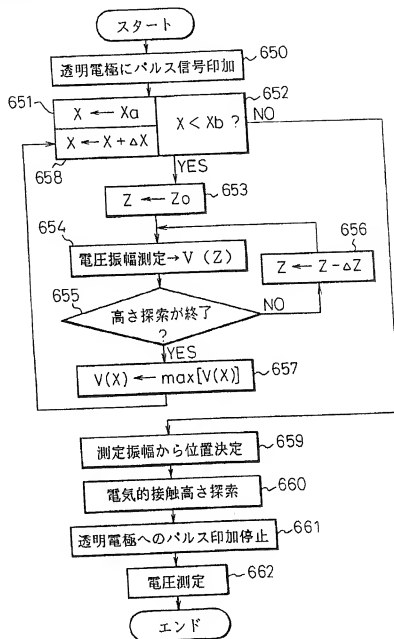 スタート
650
透明電極にパルス信号印加
651
652
X ← Xa
X < Xb ?
NO
X ← X + ΔX
658
YES
Z ← Zo
653
654
656
電圧振幅測定→V (Z)
Z ← Z-ΔZ
655
高さ探索が終了
?
NO
YES
V(X) ← max[V(X)]
657
測定振幅から位置決定
659
電気的接触高さ探索
660
透明電極へのパルス印加停止
661
電圧測定
662
エンド